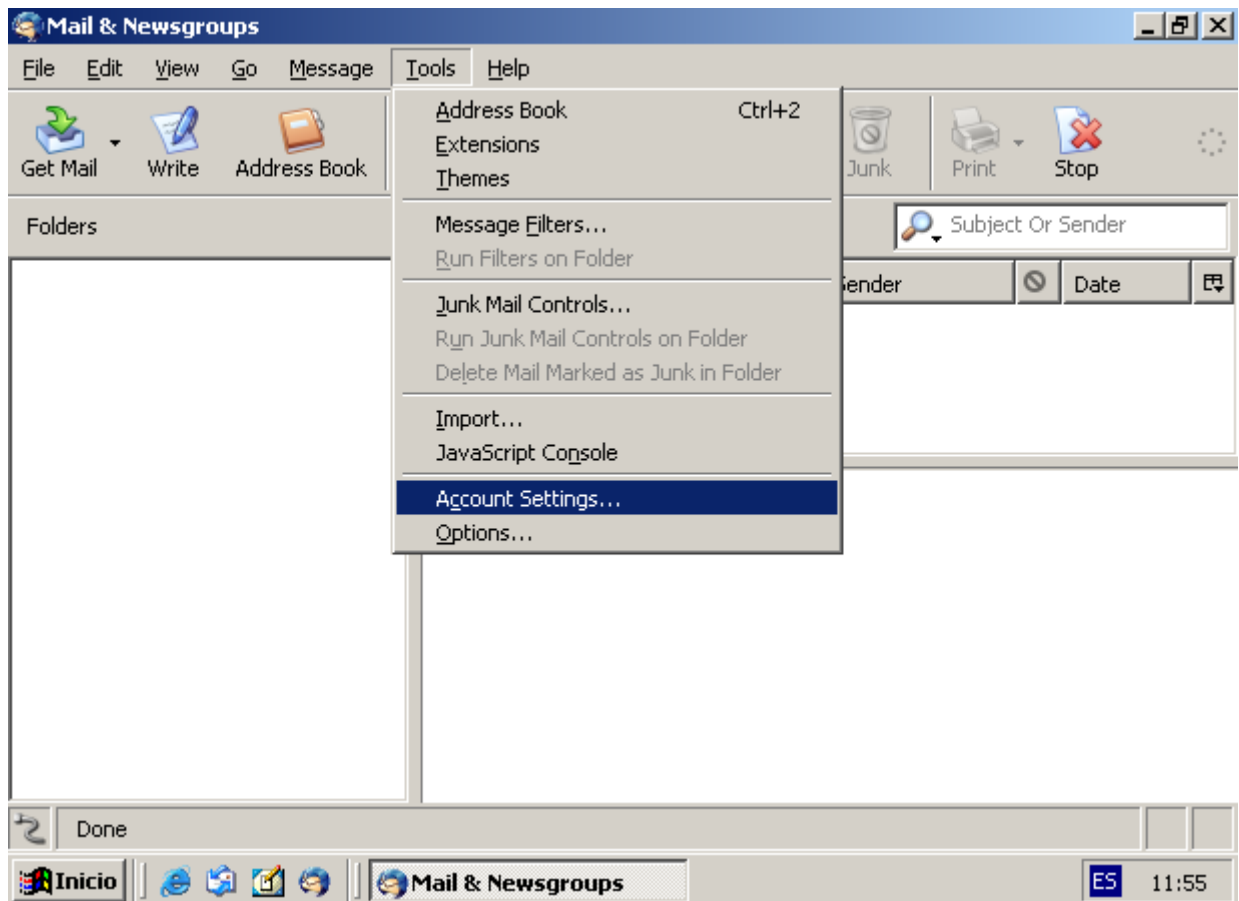 Mail & Newsgroups
File Edit View Go Message Tools Help
Get Mail Write Address Book Junk Print Stop
Address Book Ctrl+2
Extensions
Themes
Message Filters...
Run Filters on Folder
Junk Mail Controls...
Run Junk Mail Controls on Folder
Delete Mail Marked as Junk in Folder
Import...
JavaScript Console
Account Settings...
Options...
Folders Subject Or Sender
Sender Date
Done
Inicio Mail & Newsgroups ES 11:55